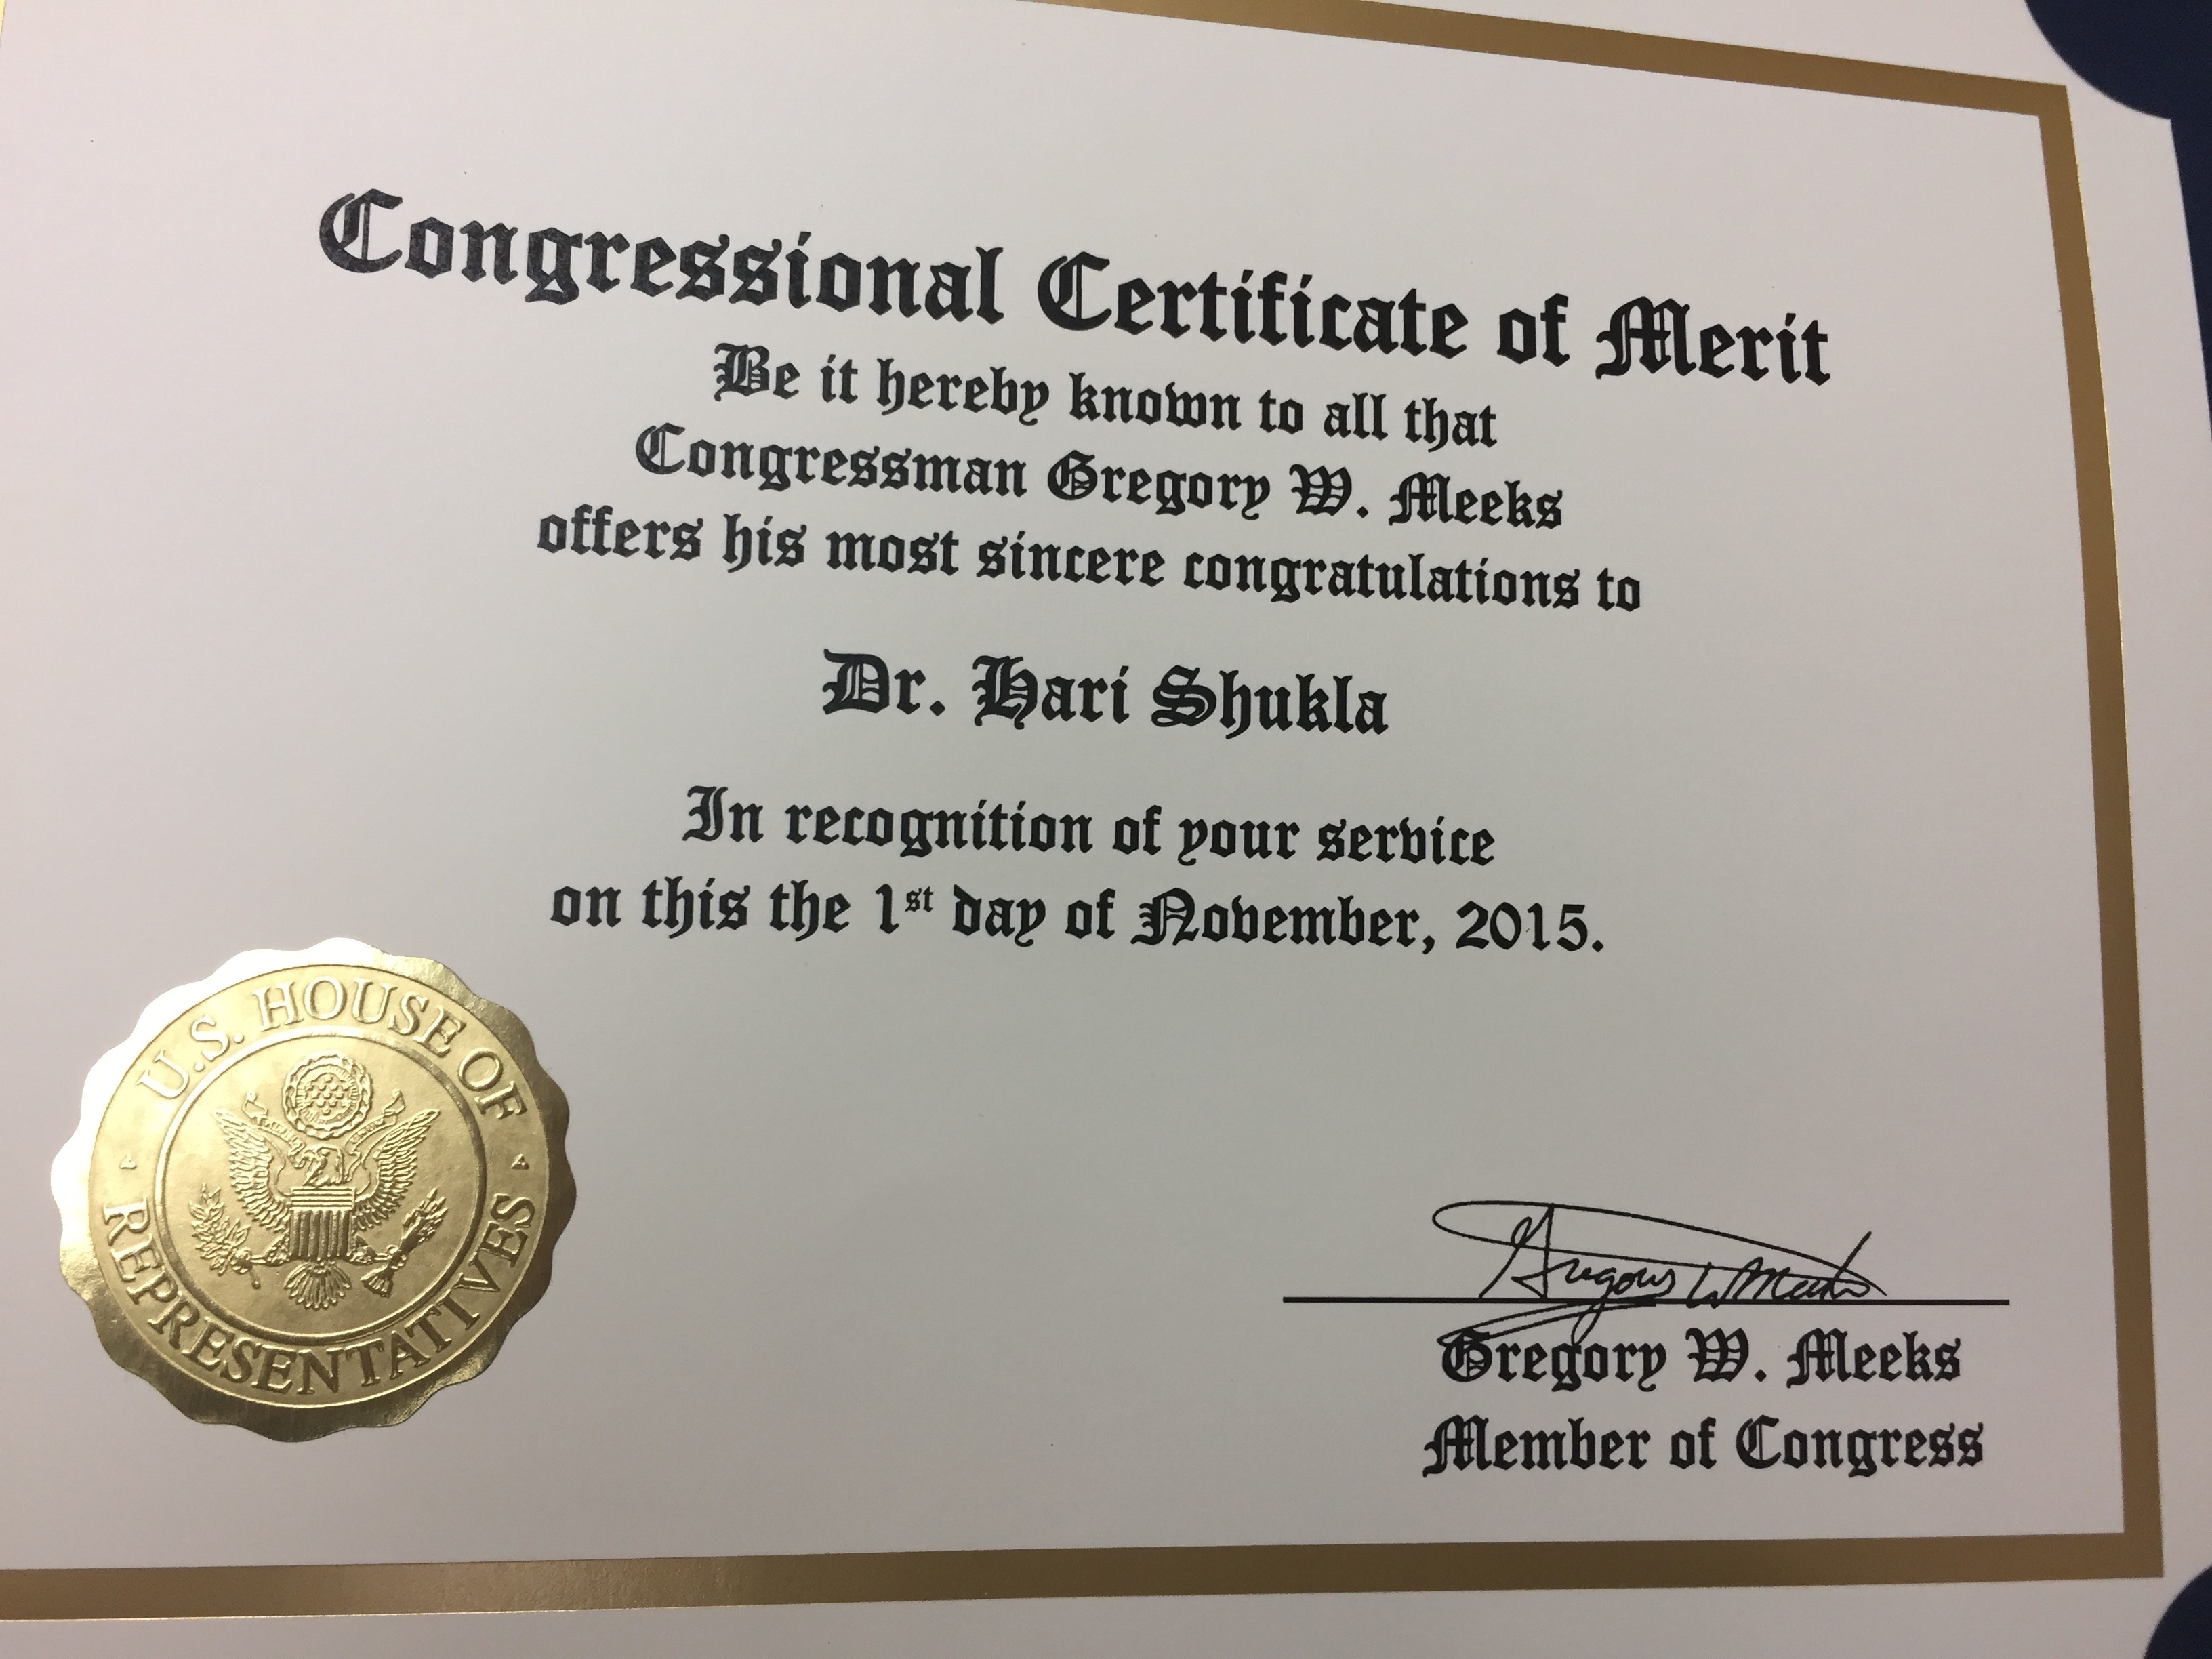 Congressional Certificate of Merit
Be it hereby known to all that
Congressman Gregory W. Meeks
offers his most sincere congratulations to
Dr. Hari Shukla
In recognition of your service
on this the 1st day of November, 2015.
U.S. HOUSE OF
REPRESENTATIVES
Gregory W Meeks
Gregory W. Meeks
Member of Congress